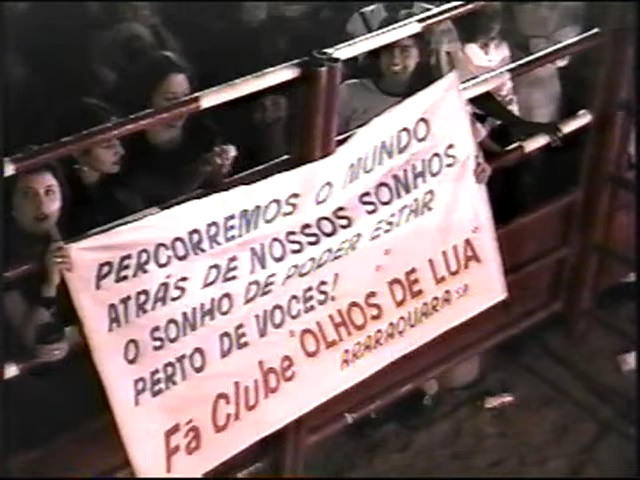 PERCORREMOS O MUNDO
ATRÁS DE NOSSOS SONHOS
O SONHO DE PODER ESTAR
PERTO DE VOCES!
Fã Clube "OLHOS DE LUA"
ARARAQUARA SP